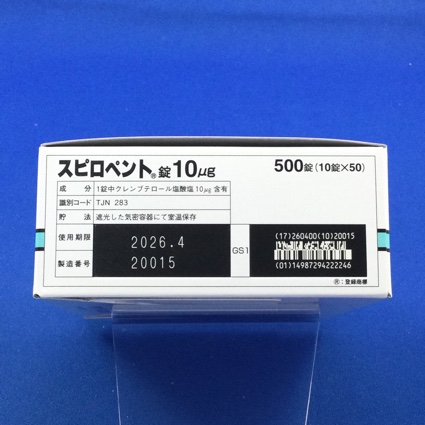 スピロペント®錠10μg 500錠(10錠×50)
成分 1錠中クレンブテロール塩酸塩10μg含有
識別コード TJN 283
貯法 遮光した気密容器にて室温保存
使用期限 2026.4
製造番号 20015
GS1
(17)260400(10)20015
(01)14987294222246
®:登録商標